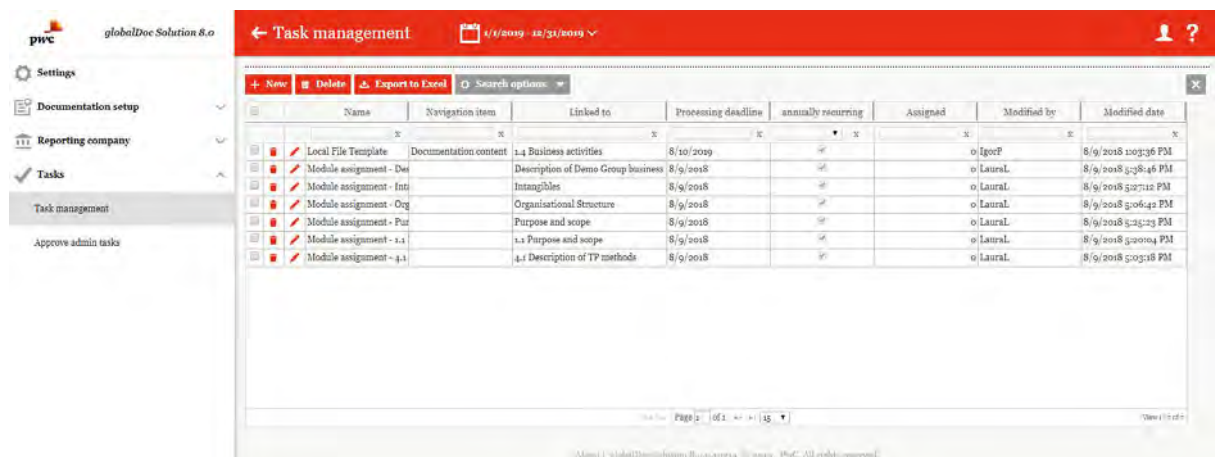 pwc globalDoc Solution 8.0
← Task management 1/1/2019 - 12/31/2019 ?
Settings
Documentation setup
Reporting company
Tasks
Task management
Approve admin tasks
+ New Delete Export to Excel Search options x
Name Navigation item Linked to Processing deadline annually recurring Assigned Modified by Modified date
x x x x x x x x
Local File Template Documentation content 1.4 Business activities 8/10/2019 0 IgorP 8/9/2018 1:03:36 PM
Module assignment - Des Description of Demo Group business 8/9/2018 0 LauraL 8/9/2018 5:38:46 PM
Module assignment - Inta Intangibles 8/9/2018 0 LauraL 8/9/2018 5:27:12 PM
Module assignment - Org Organisational Structure 8/9/2018 0 LauraL 8/9/2018 5:06:42 PM
Module assignment - Pur Purpose and scope 8/9/2018 0 LauraL 8/9/2018 5:25:23 PM
Module assignment - 1.1 1.1 Purpose and scope 8/9/2018 0 LauraL 8/9/2018 5:20:04 PM
Module assignment - 4.1 4.1 Description of TP methods 8/9/2018 0 LauraL 8/9/2018 5:03:18 PM
Page 1 of 1 15